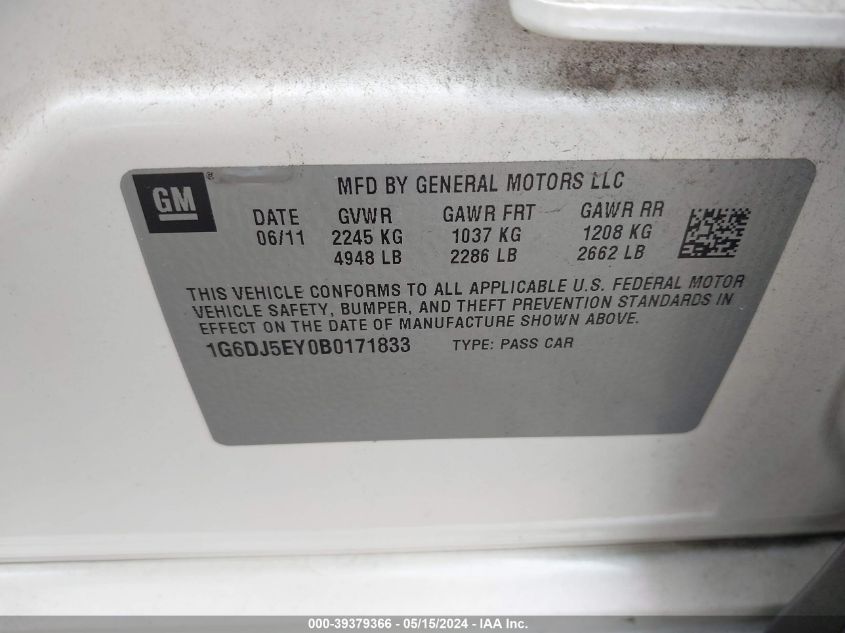 GM® MFD BY GENERAL MOTORS LLC
DATE GVWR GAWR FRT GAWR RR
06/11 2245 KG 1037 KG 1208 KG
4948 LB 2286 LB 2662 LB
THIS VEHICLE CONFORMS TO ALL APPLICABLE U.S. FEDERAL MOTOR
VEHICLE SAFETY, BUMPER, AND THEFT PREVENTION STANDARDS IN
EFFECT ON THE DATE OF MANUFACTURE SHOWN ABOVE.
1G6DJ5EY0B0171833 TYPE: PASS CAR
000-39379366 - 05/15/2024 - IAA Inc.